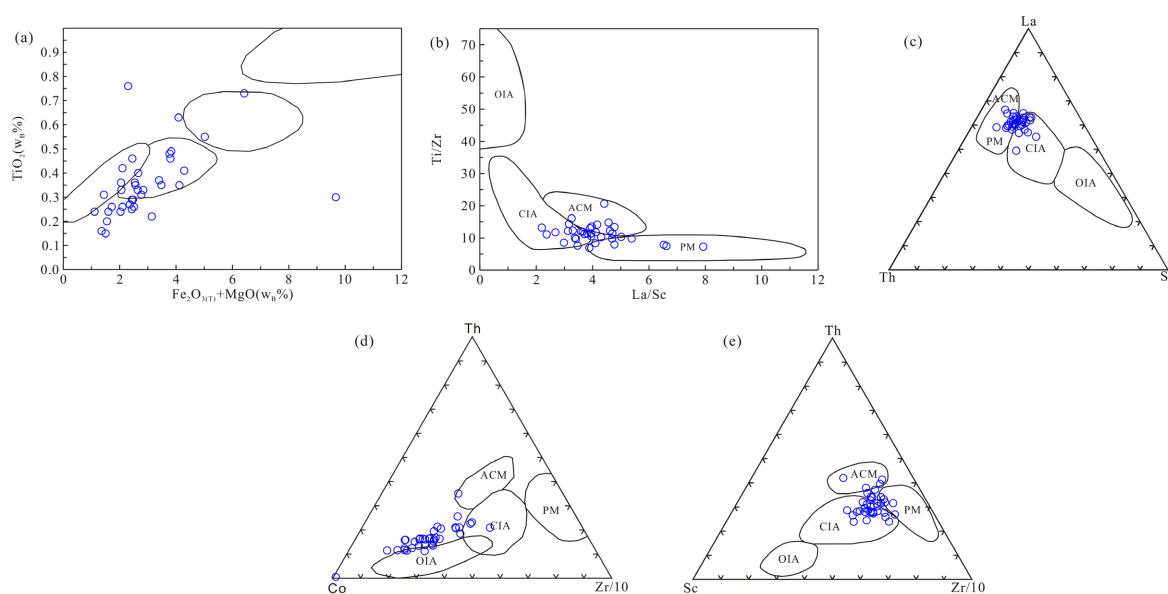 (a)
TiO₂(w_B%)
0.9
0.8
0.7
0.6
0.5
0.4
0.3
0.2
0.1
0.0
0 2 4 6 8 10 12
Fe₂O₃₍T₎+MgO(w_B%)
(b)
Ti/Zr
70
60
50
40
30
20
10
0
OIA
CIA
ACM
PM
0 2 4 6 8 10 12
La/Sc
(c)
La
ACM
PM
CIA
OIA
Th
S
(d)
Th
ACM
CIA
PM
OIA
Co
Zr/10
(e)
Th
ACM
CIA
PM
OIA
Sc
Zr/10